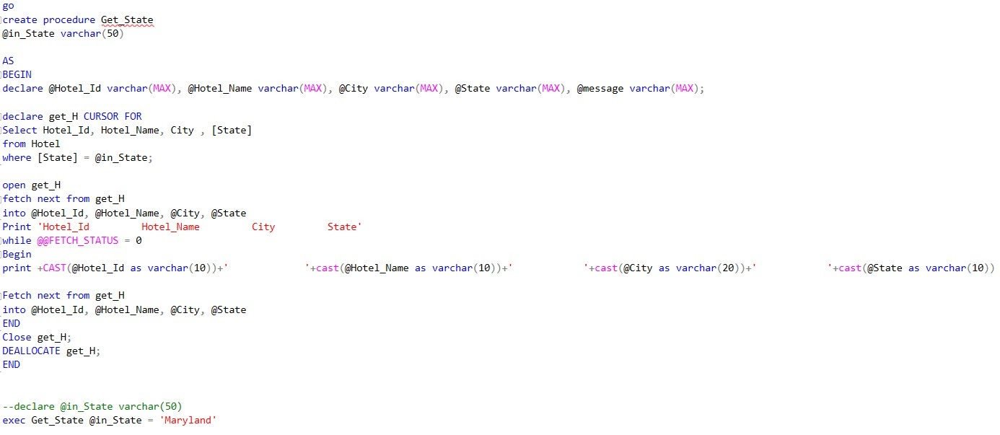 go
create procedure Get_State
@in_State varchar(50)
AS
BEGIN
declare @Hotel_Id varchar(MAX), @Hotel_Name varchar(MAX), @City varchar(MAX), @State varchar(MAX), @message varchar(MAX);
declare get_H CURSOR FOR
Select Hotel_Id, Hotel_Name, City , [State]
from Hotel
where [State] = @in_State;
open get_H
fetch next from get_H
into @Hotel_Id, @Hotel_Name, @City, @State
Print 'Hotel_Id         Hotel_Name         City         State'
while @@FETCH_STATUS = 0
Begin
print +CAST(@Hotel_Id as varchar(10))+'             '+cast(@Hotel_Name as varchar(10))+'            '+cast(@City as varchar(20))+'            '+cast(@State as varchar(10))
Fetch next from get_H
into @Hotel_Id, @Hotel_Name, @City, @State
END
Close get_H;
DEALLOCATE get_H;
END
--declare @in_State varchar(50)
exec Get_State @in_State = 'Maryland'